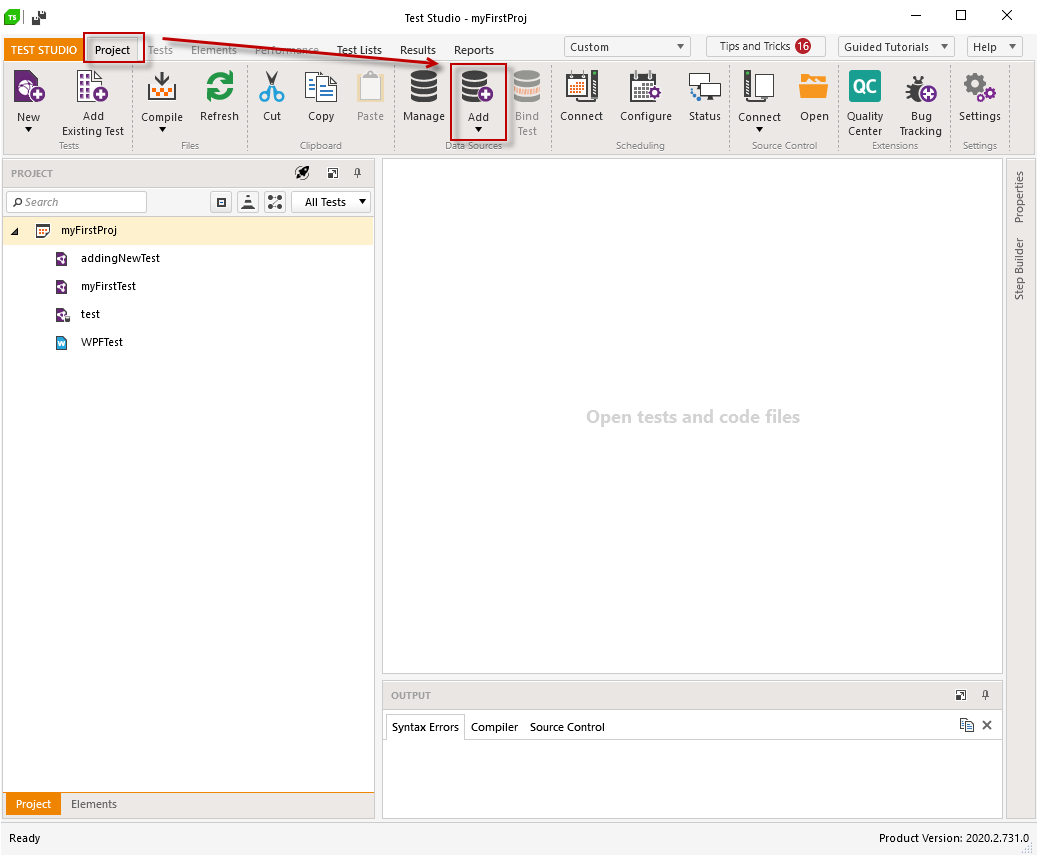 TS
Test Studio - myFirstProj
TEST STUDIO Project Tests Elements Performance Test Lists Results Reports Custom Tips and Tricks 16 Guided Tutorials Help
New
Add Existing Test
Tests
Compile
Refresh
Files
Cut
Copy
Paste
Clipboard
Manage
Add
Bind Test
Data Sources
Connect
Configure
Status
Scheduling
Connect
Open
Source Control
QC
Quality Center
Bug Tracking
Extensions
Settings
Settings
PROJECT
Search
All Tests
myFirstProj
addingNewTest
myFirstTest
test
W
WPFTest
Open tests and code files
Properties
Step Builder
OUTPUT
Syntax Errors Compiler Source Control
Project Elements
Ready
Product Version: 2020.2.731.0